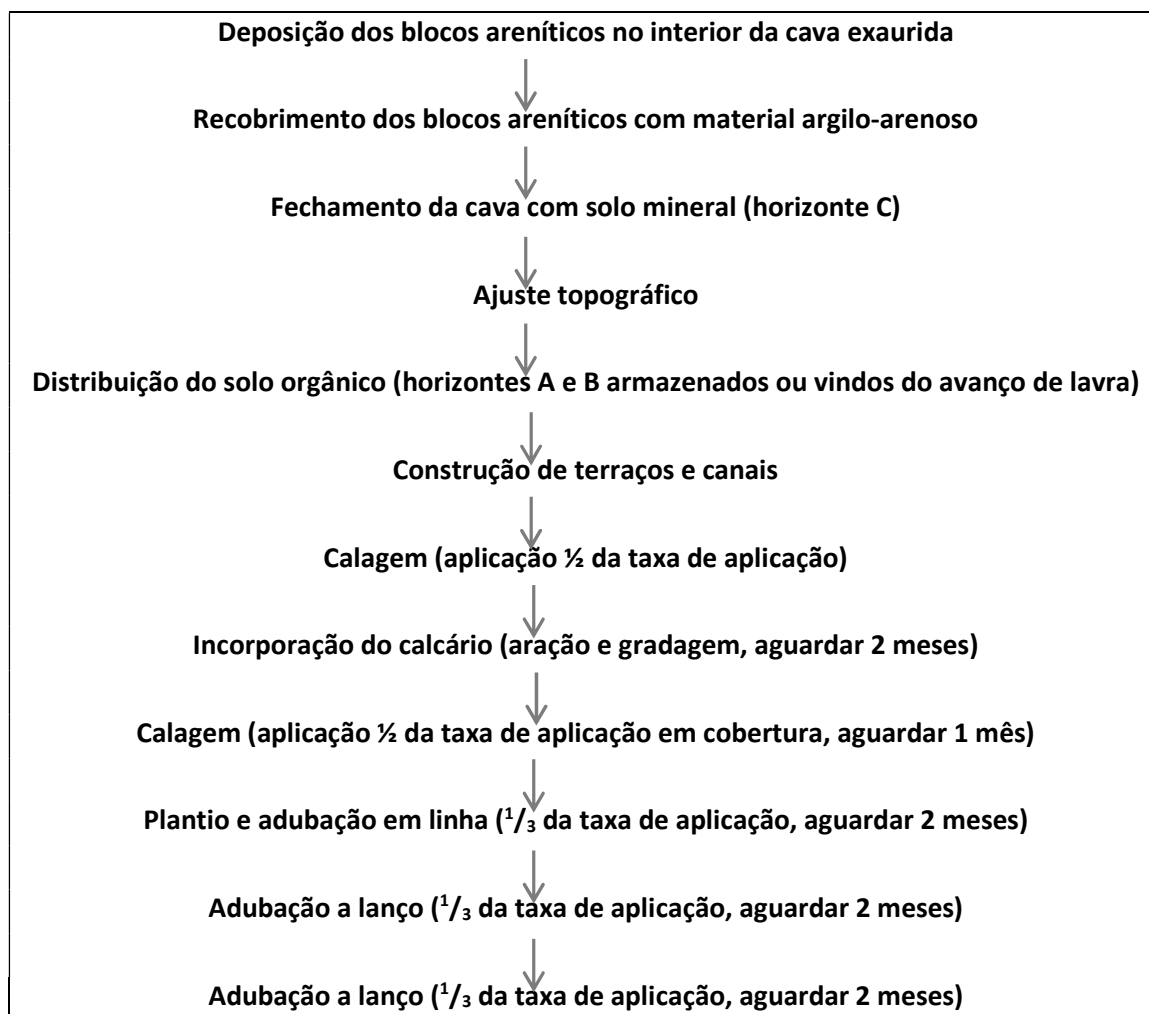 Deposição dos blocos areníticos no interior da cava exaurida
Recobrimento dos blocos areníticos com material argilo-arenoso
Fechamento da cava com solo mineral (horizonte C)
Ajuste topográfico
Distribuição do solo orgânico (horizontes A e B armazenados ou vindos do avanço de lavra)
Construção de terraços e canais
Calagem (aplicação ½ da taxa de aplicação)
Incorporação do calcário (aração e gradagem, aguardar 2 meses)
Calagem (aplicação ½ da taxa de aplicação em cobertura, aguardar 1 mês)
Plantio e adubação em linha (¹/₃ da taxa de aplicação, aguardar 2 meses)
Adubação a lanço (¹/₃ da taxa de aplicação, aguardar 2 meses)
Adubação a lanço (¹/₃ da taxa de aplicação, aguardar 2 meses)